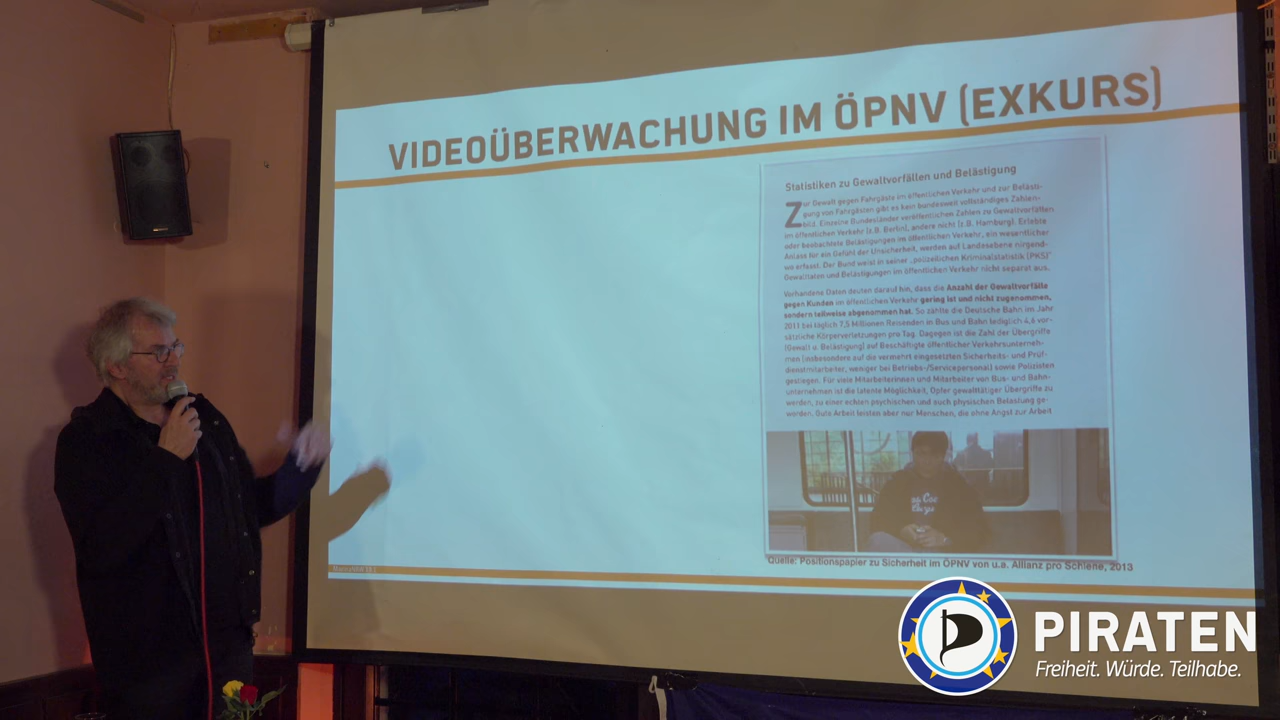 VIDEOÜBERWACHUNG IM ÖPNV (EXKURS)
Statistiken zu Gewaltvorfällen und Belästigung
Zur Gewalt gegen Fahrgäste im öffentlichen Verkehr und zur Belästi-
gung von Fahrgästen gibt es kein bundesweit vollständiges Zahlen-
bild. Einzelne Bundesländer veröffentlichen Zahlen zu Gewaltvorfällen
im öffentlichen Verkehr (z.B. Berlin), andere nicht (z.B. Hamburg). Erlebte
oder beobachtete Belästigungen im öffentlichen Verkehr, ein wesentlicher
Anlass für ein Gefühl der Unsicherheit, werden auf Landesebene nirgend-
wo erfasst. Der Bund weist in seiner „polizeilichen Kriminalstatistik (PKS)“
Gewalttaten und Belästigungen im öffentlichen Verkehr nicht separat aus.
Vorhandene Daten deuten darauf hin, dass die Anzahl der Gewaltvorfälle
gegen Kunden im öffentlichen Verkehr gering ist und nicht zugenommen,
sondern teilweise abgenommen hat. So zählte die Deutsche Bahn im Jahr
2011 bei täglich 7,5 Millionen Reisenden in Bus und Bahn lediglich 4,6 vor-
sätzliche Körperverletzungen pro Tag. Dagegen ist die Zahl der Übergriffe
(Gewalt u. Belästigung) auf Beschäftigte öffentlicher Verkehrsunterneh-
men (insbesondere auf die vermehrt eingesetzten Sicherheits- und Prüf-
dienstmitarbeiter, weniger bei Betriebs-/Servicepersonal) sowie Polizisten
gestiegen. Für viele Mitarbeiterinnen und Mitarbeiter von Bus- und Bahn-
unternehmen ist die latente Möglichkeit, Opfer gewalttätiger Übergriffe zu
werden, zu einer echten psychischen und auch physischen Belastung ge-
worden. Gute Arbeit leisten aber nur Menschen, die ohne Angst zur Arbeit
Quelle: Positionspapier zu Sicherheit im ÖPNV von u.a. Allianz pro Schiene, 2013
PIRATEN
Freiheit. Würde. Teilhabe.